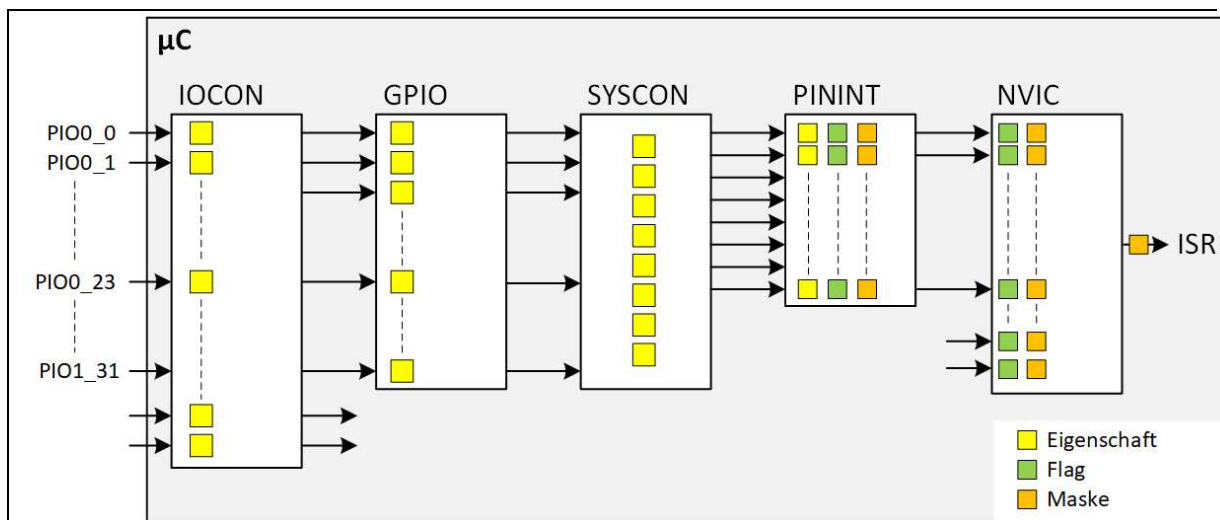 µC
IOCON GPIO SYSCON PININT NVIC
PIO0_0
PIO0_1
PIO0_23
ISR
PIO1_31
Eigenschaft
Flag
Maske